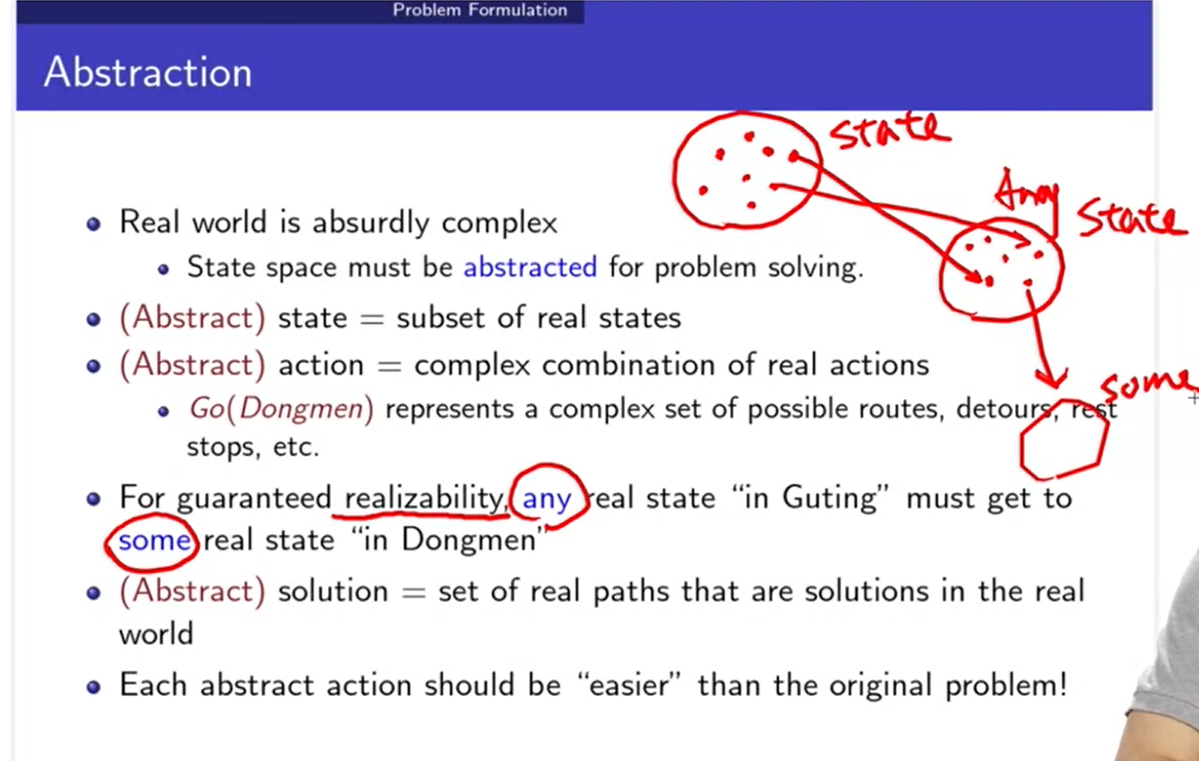 Problem Formulation
Abstraction
State
Any
State
Real world is absurdly complex
State space must be abstracted for problem solving.
(Abstract) state = subset of real states
(Abstract) action = complex combination of real actions
some
Go(Dongmen) represents a complex set of possible routes, detours, rest
stops, etc.
For guaranteed realizability, any real state “in Guting” must get to
some real state “in Dongmen”
(Abstract) solution = set of real paths that are solutions in the real
world
Each abstract action should be “easier” than the original problem!